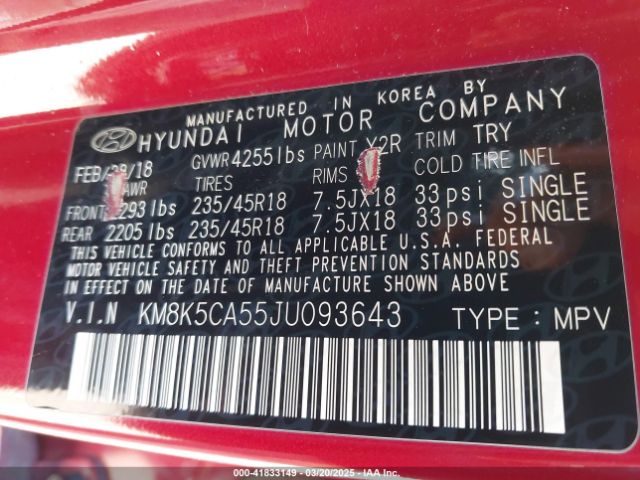 MANUFACTURED IN KOREA BY
HYUNDAI MOTOR COMPANY
FEB/ /18 GVWR 4255 lbs PAINT Y2R TRIM TRY
TIRES RIMS COLD TIRE INFL
FRONT 235/45R18 7.5JX18 33 psi SINGLE
REAR 2205 lbs 235/45R18 7.5JX18 33 psi SINGLE
THIS VEHICLE CONFORMS TO ALL APPLICABLE U.S.A. FEDERAL
MOTOR VEHICLE SAFETY AND THEFT PREVENTION STANDARDS
IN EFFECT ON THE DATE OF MANUFACTURE SHOWN ABOVE.
V.I.N KM8K5CA55JU093643 TYPE : MPV
000-41833149 - 03/20/2025 - IAA Inc.